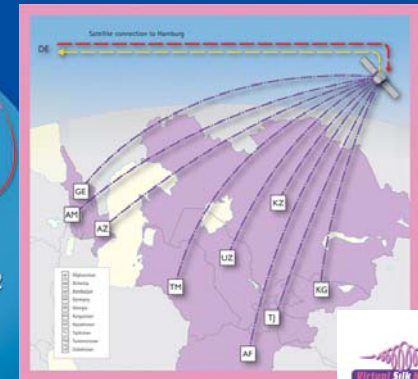 Satellite connection to Hamburg
DE
GE
AM
AZ
KZ
UZ
TM
KG
TJ
AF
Afghanistan
Armenia
Azerbaijan
Germany
Georgia
Kyrgyzstan
Kazakhstan
Tajikistan
Turkmenistan
Uzbekistan
Virtual Silk